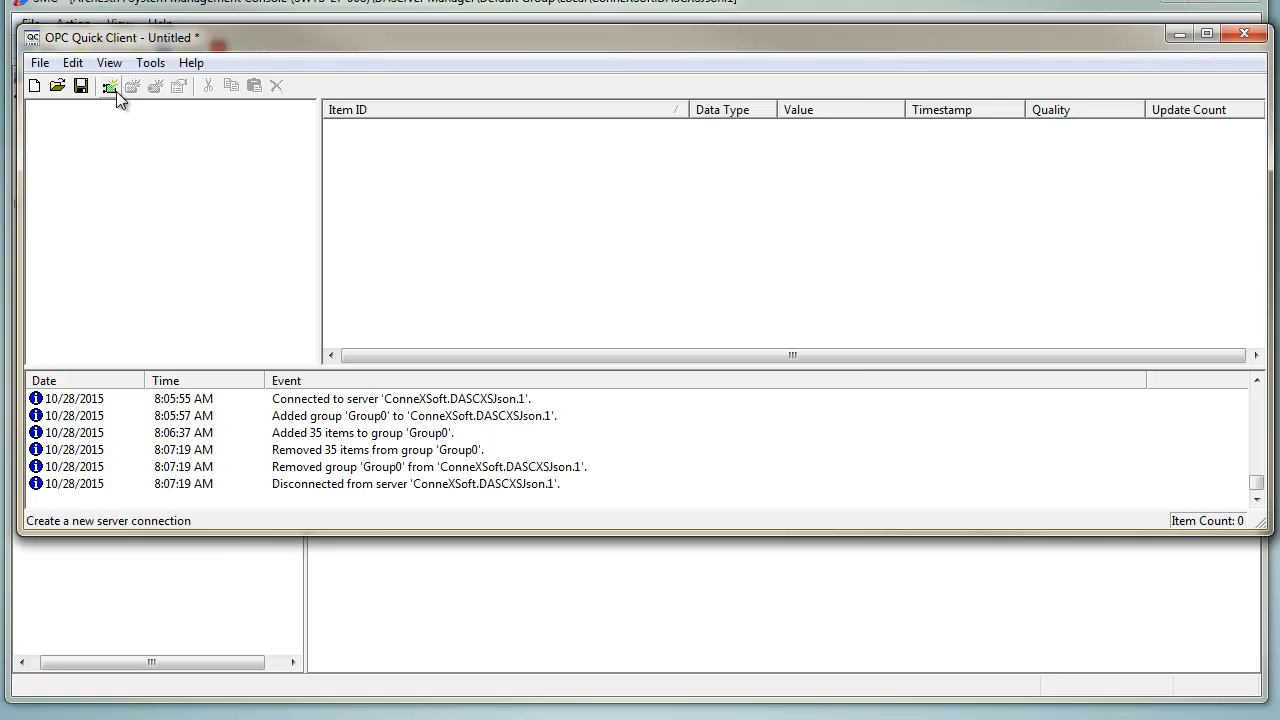 OPC Quick Client - Untitled *
File Edit View Tools Help
Item ID Data Type Value Timestamp Quality Update Count
Date Time Event
10/28/2015 8:05:55 AM Connected to server 'ConneXSoft.DASCXSJson.1'.
10/28/2015 8:05:57 AM Added group 'Group0' to 'ConneXSoft.DASCXSJson.1'.
10/28/2015 8:06:37 AM Added 35 items to group 'Group0'.
10/28/2015 8:07:19 AM Removed 35 items from group 'Group0'.
10/28/2015 8:07:19 AM Removed group 'Group0' from 'ConneXSoft.DASCXSJson.1'.
10/28/2015 8:07:19 AM Disconnected from server 'ConneXSoft.DASCXSJson.1'.
Create a new server connection Item Count: 0